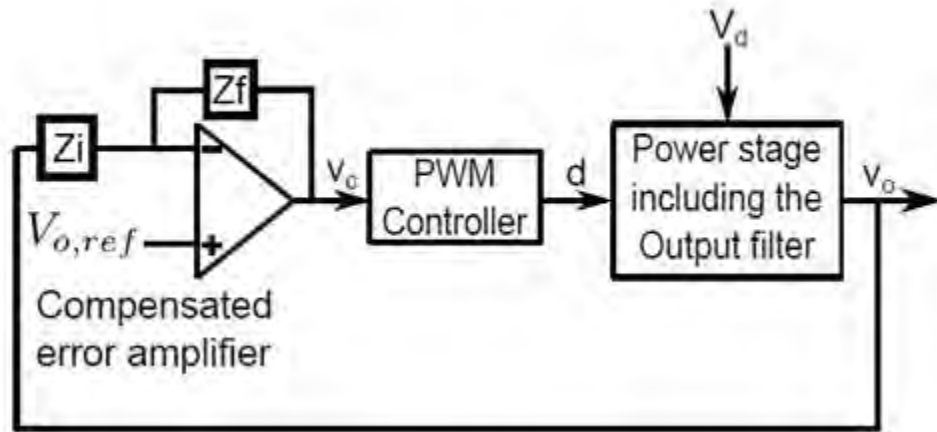 Vd
Zf
Zi
-
Vo,ref
+
vc
PWM
Controller
d
Power stage
including the
Output filter
vo
Compensated
error amplifier